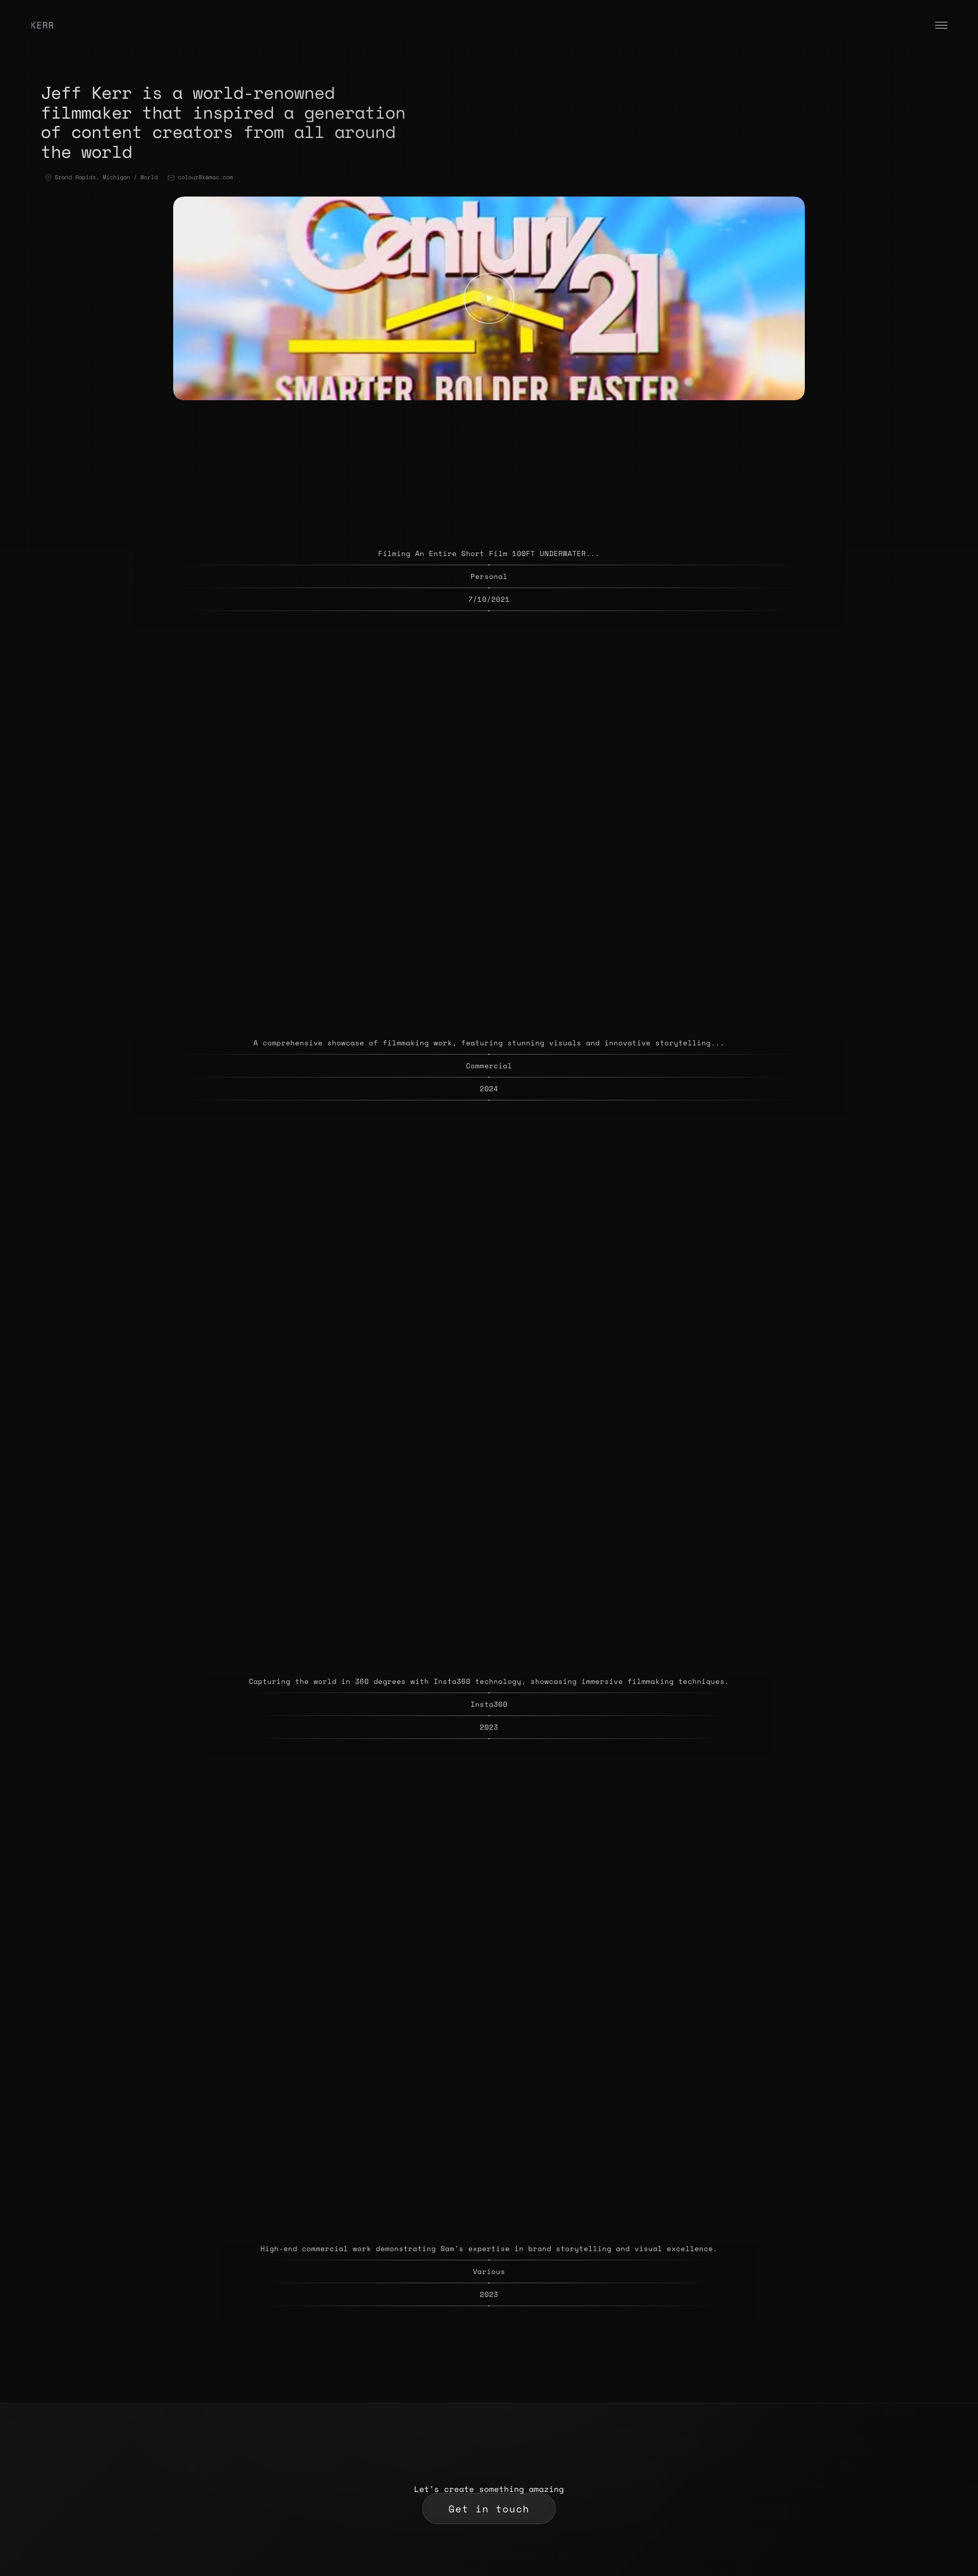 KERR
Jeff Kerr is a world-renowned
filmmaker that inspired a generation
of content creators from all around
the world
Grand Rapids, Michigan / World colour8k@mac.com
Century
21
SMARTER BOLDER FASTER
Filming An Entire Short Film 100FT UNDERWATER...
Personal
7/10/2021
A comprehensive showcase of filmmaking work, featuring stunning visuals and innovative storytelling...
Commercial
2024
Capturing the world in 360 degrees with Insta360 technology, showcasing immersive filmmaking techniques.
Insta360
2023
High-end commercial work demonstrating Sam's expertise in brand storytelling and visual excellence.
Various
2023
Let's create something amazing
Get in touch